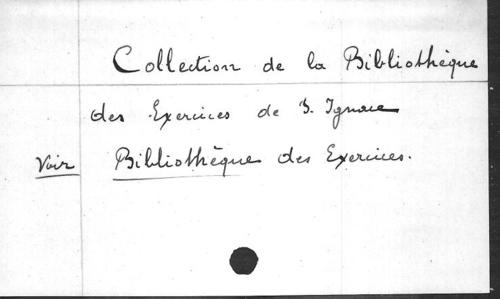 Collection de la Bibliothèque
des Exercices de S. Ignace
Voir Bibliothèque des Exercices.